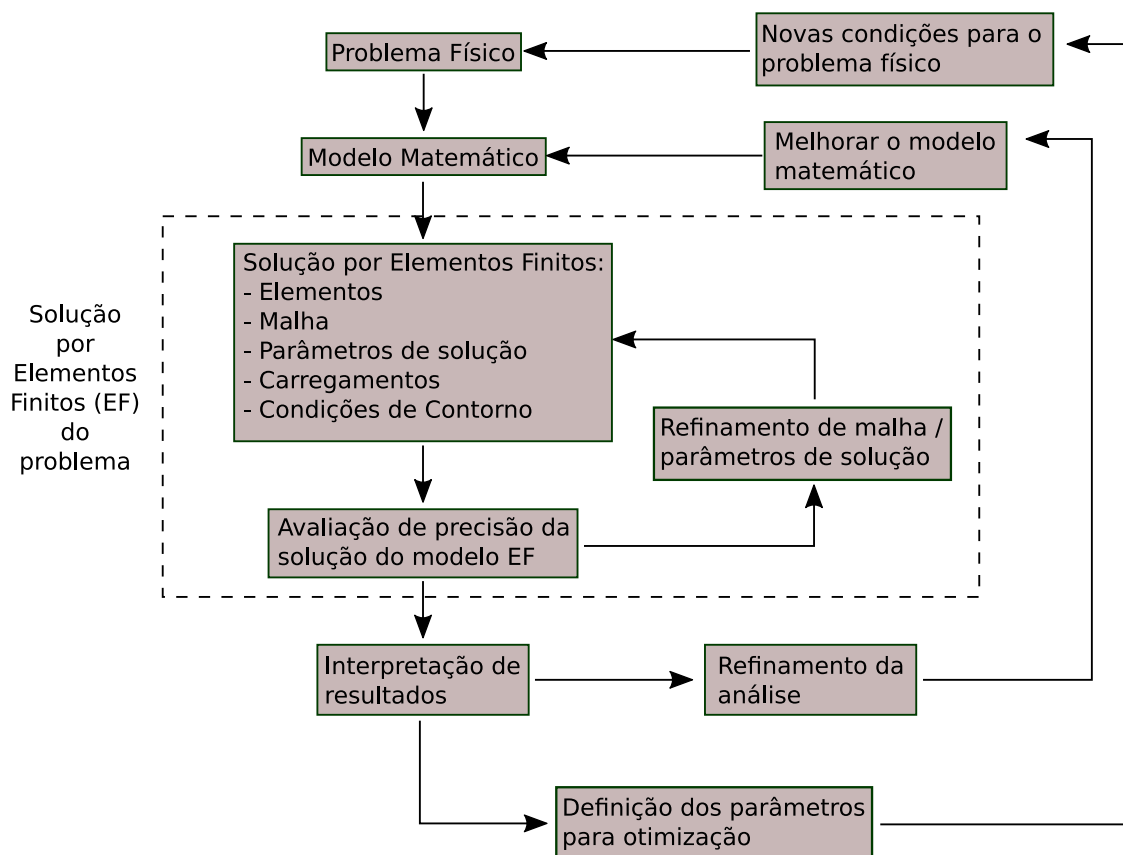 Problema Físico
Novas condições para o
problema físico
Modelo Matemático
Melhorar o modelo
matemático
Solução
por
Elementos
Finitos (EF)
do
problema
Solução por Elementos Finitos:
- Elementos
- Malha
- Parâmetros de solução
- Carregamentos
- Condições de Contorno
Refinamento de malha /
parâmetros de solução
Avaliação de precisão da
solução do modelo EF
Interpretação de
resultados
Refinamento da
análise
Definição dos parâmetros
para otimização